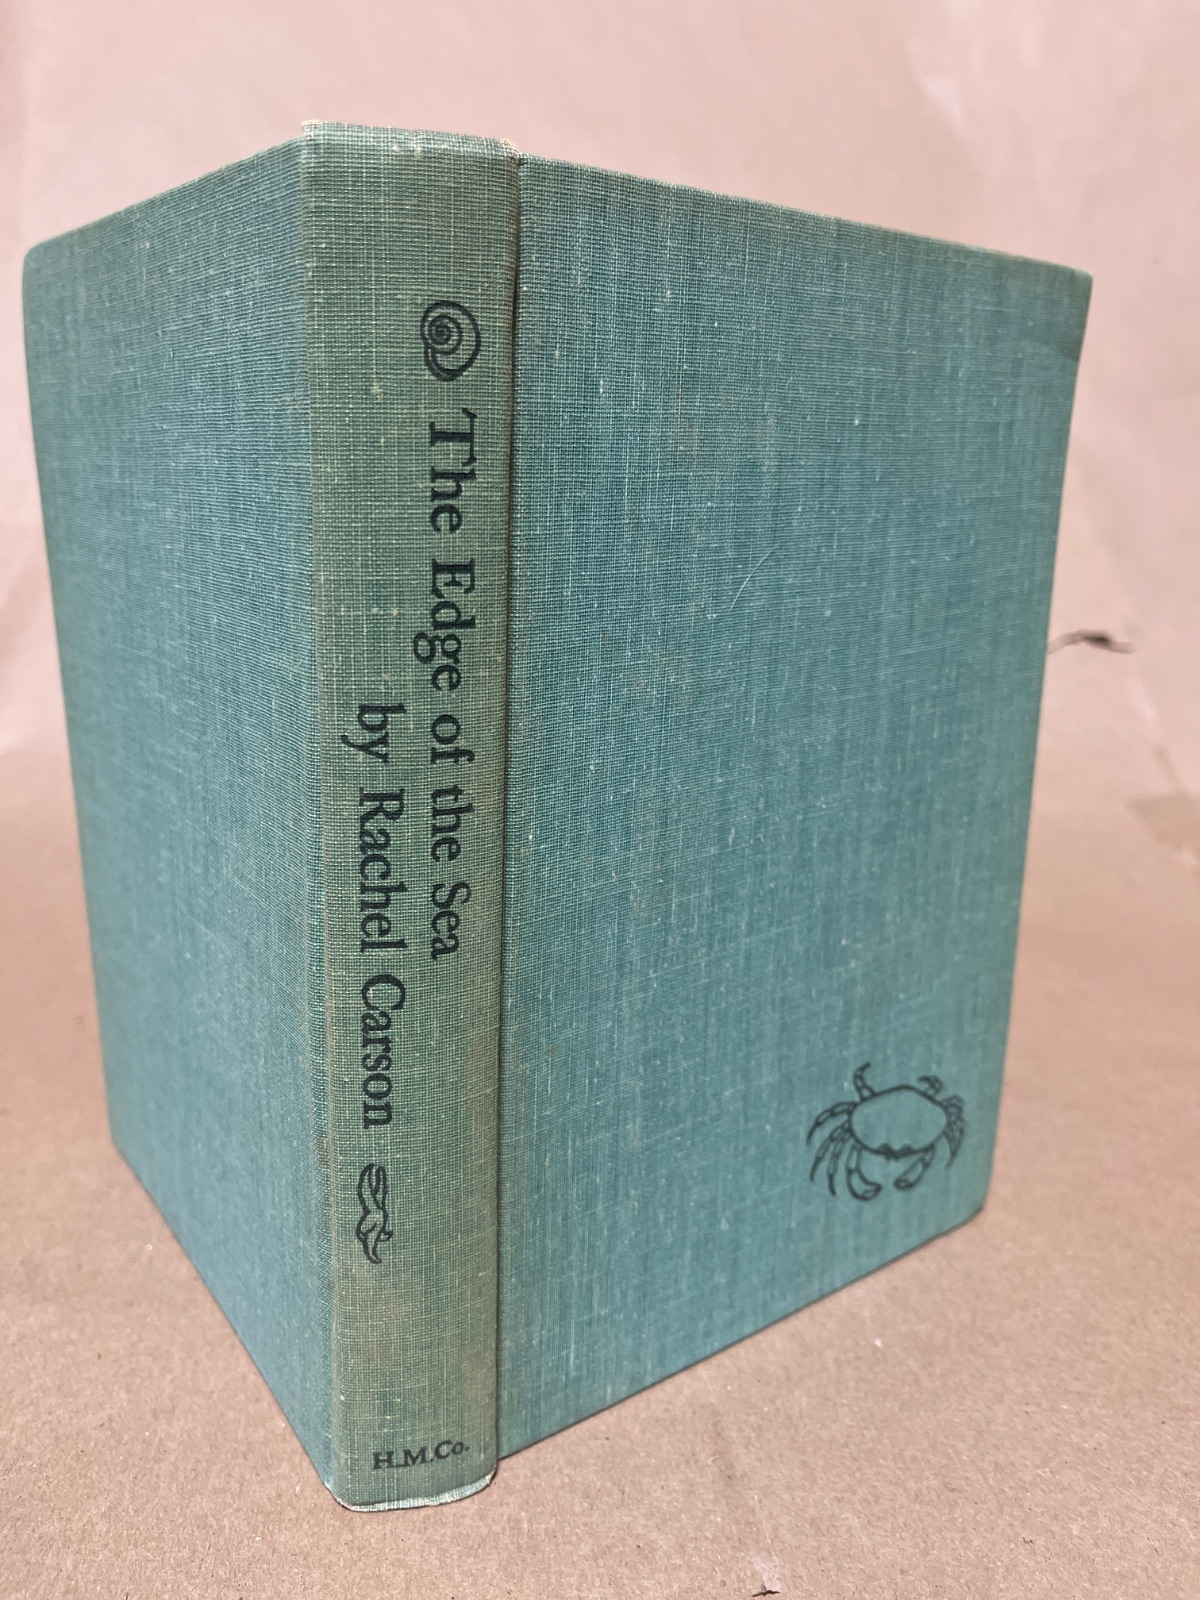 The Edge of the Sea
by Rachel Carson
H.M.Co.